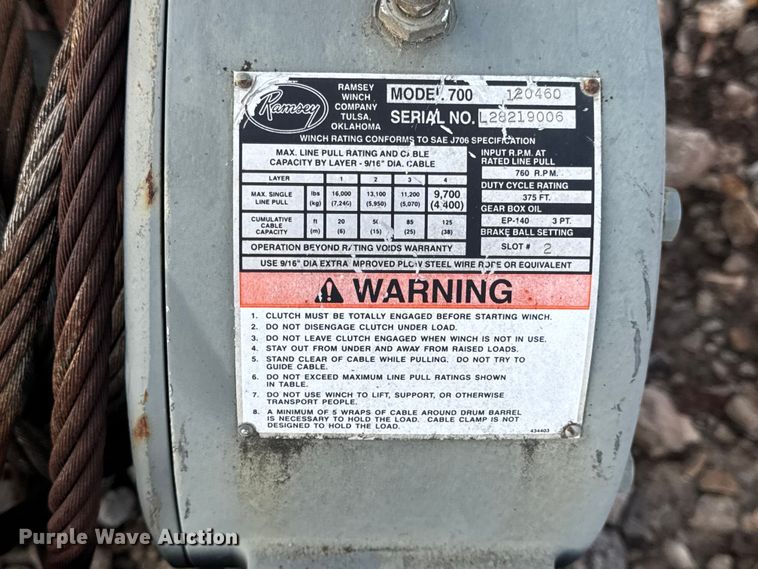 Ramsey
RAMSEY
WINCH
COMPANY
TULSA,
OKLAHOMA
MODEL 700 120460
SERIAL NO. L28219006
WINCH RATING CONFORMS TO SAE J706 SPECIFICATION
MAX. LINE PULL RATING AND CABLE
CAPACITY BY LAYER - 9/16" DIA. CABLE
LAYER 1 2 3 4
MAX. SINGLE LINE PULL lbs 16,000 13,100 11,200 9,700
(kg) (7,240) (5,950) (5,070) (4,400)
CUMULATIVE CABLE CAPACITY ft 20 50 85 125
(m) (6) (15) (25) (38)
OPERATION BEYOND RATING VOIDS WARRANTY
INPUT R.P.M. AT
RATED LINE PULL
760 R.P.M.
DUTY CYCLE RATING
375 FT.
GEAR BOX OIL
EP-140 3 PT.
BRAKE BALL SETTING
SLOT # 2
USE 9/16" DIA EXTRA IMPROVED PLOW STEEL WIRE ROPE OR EQUIVALENT
WARNING
1. CLUTCH MUST BE TOTALLY ENGAGED BEFORE STARTING WINCH.
2. DO NOT DISENGAGE CLUTCH UNDER LOAD.
3. DO NOT LEAVE CLUTCH ENGAGED WHEN WINCH IS NOT IN USE.
4. STAY OUT FROM UNDER AND AWAY FROM RAISED LOADS.
5. STAND CLEAR OF CABLE WHILE PULLING. DO NOT TRY TO
GUIDE CABLE.
6. DO NOT EXCEED MAXIMUM LINE PULL RATINGS SHOWN
IN TABLE.
7. DO NOT USE WINCH TO LIFT, SUPPORT, OR OTHERWISE
TRANSPORT PEOPLE.
8. A MINIMUM OF 5 WRAPS OF CABLE AROUND DRUM BARREL
IS NECESSARY TO HOLD THE LOAD. CABLE CLAMP IS NOT
DESIGNED TO HOLD THE LOAD.
434403
Purple Wave Auction